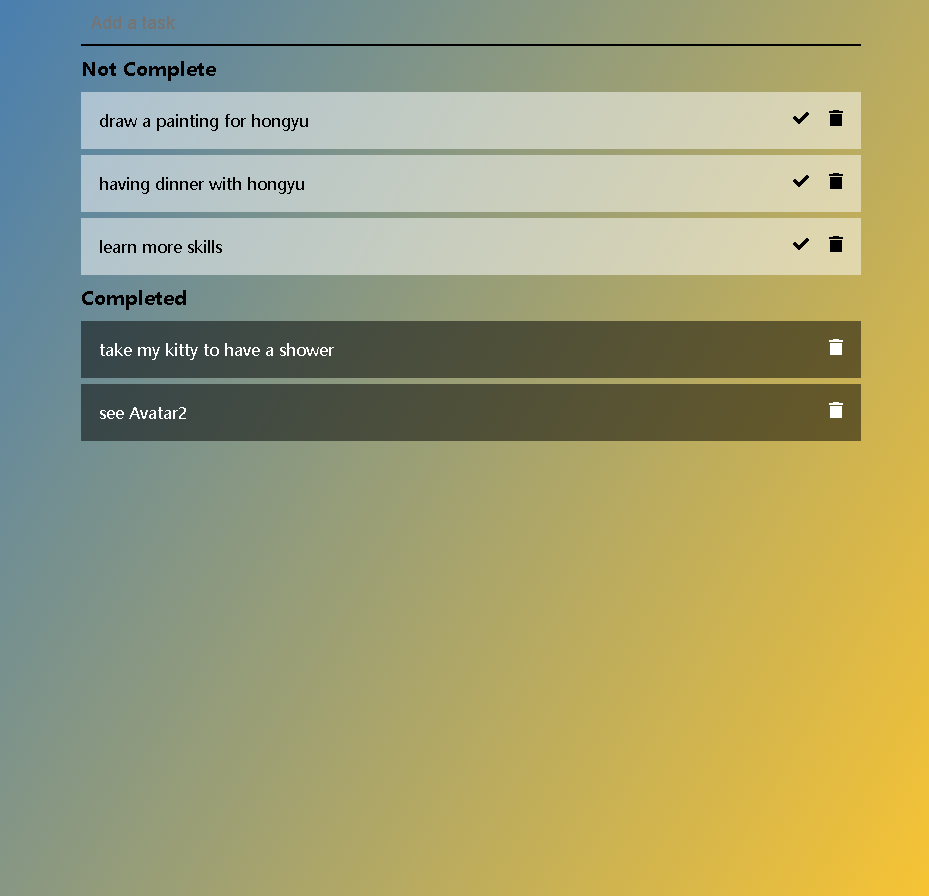 Add a task
Not Complete
draw a painting for hongyu
having dinner with hongyu
learn more skills
Completed
take my kitty to have a shower
see Avatar2